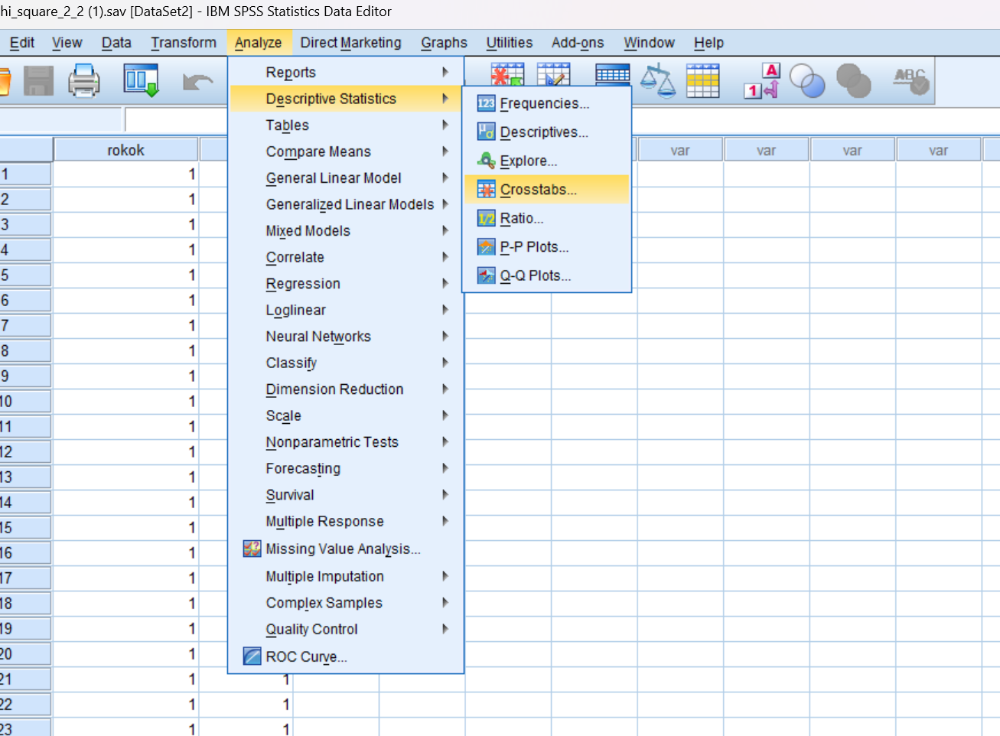 hi_square_2_2 (1).sav [DataSet2] - IBM SPSS Statistics Data Editor
Edit View Data Transform Analyze Direct Marketing Graphs Utilities Add-ons Window Help
A
1
ABC
Reports
Descriptive Statistics
Tables
Compare Means
General Linear Model
Generalized Linear Models
Mixed Models
Correlate
Regression
Loglinear
Neural Networks
Classify
Dimension Reduction
Scale
Nonparametric Tests
Forecasting
Survival
Multiple Response
Missing Value Analysis...
Multiple Imputation
Complex Samples
Quality Control
ROC Curve...
123 Frequencies...
Descriptives...
Explore...
Crosstabs...
1/2 Ratio...
P-P Plots...
Q-Q Plots...
rokok var var var var
1 1
2 1
3 1
4 1
5 1
6 1
7 1
8 1
9 1
10 1
11 1
12 1
13 1
14 1
15 1
16 1
17 1
18 1
19 1
20 1
21 1 1
22 1 1
23 1 1